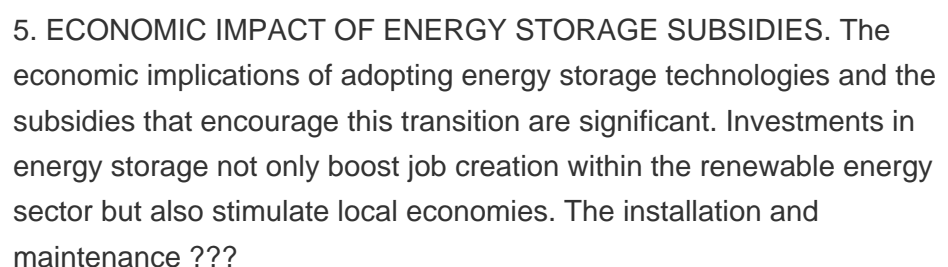 5. ECONOMIC IMPACT OF ENERGY STORAGE SUBSIDIES. The
economic implications of adopting energy storage technologies and the
subsidies that encourage this transition are significant. Investments in
energy storage not only boost job creation within the renewable energy
sector but also stimulate local economies. The installation and
maintenance ???